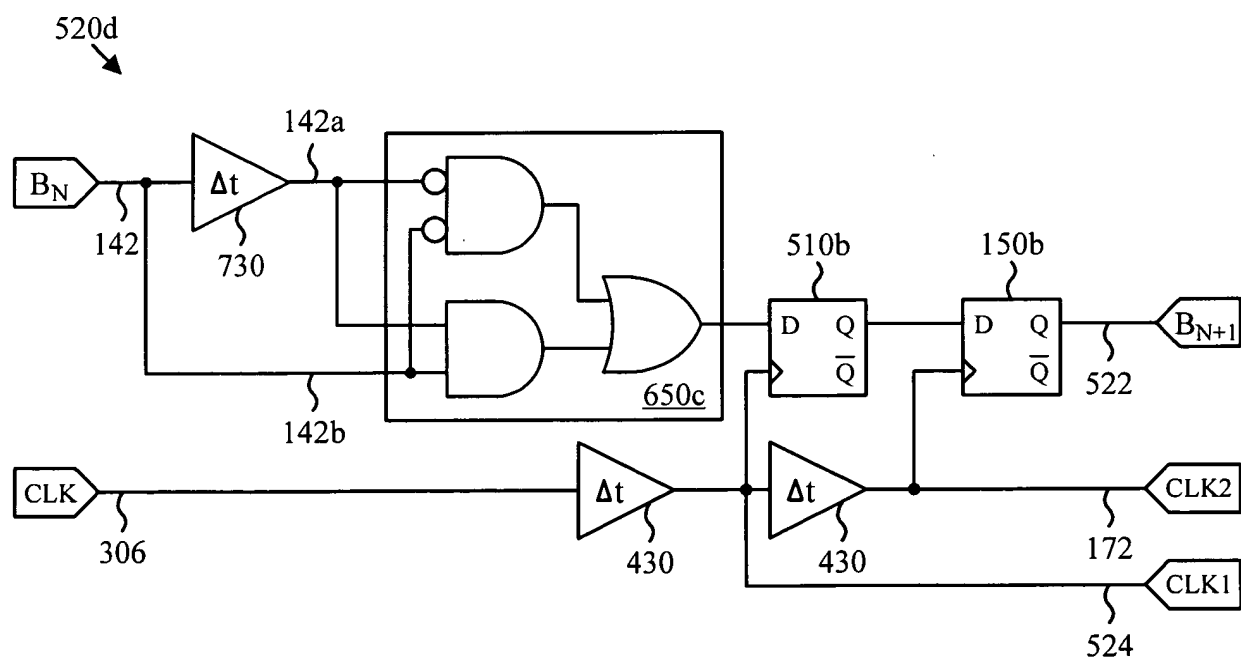 520d
142a
B_N
Δt
142
730
510b
150b
D Q
Q̅
D Q
Q̅
B_{N+1}
650c
522
142b
CLK
Δt
Δt
CLK2
306
430
430
172
CLK1
524